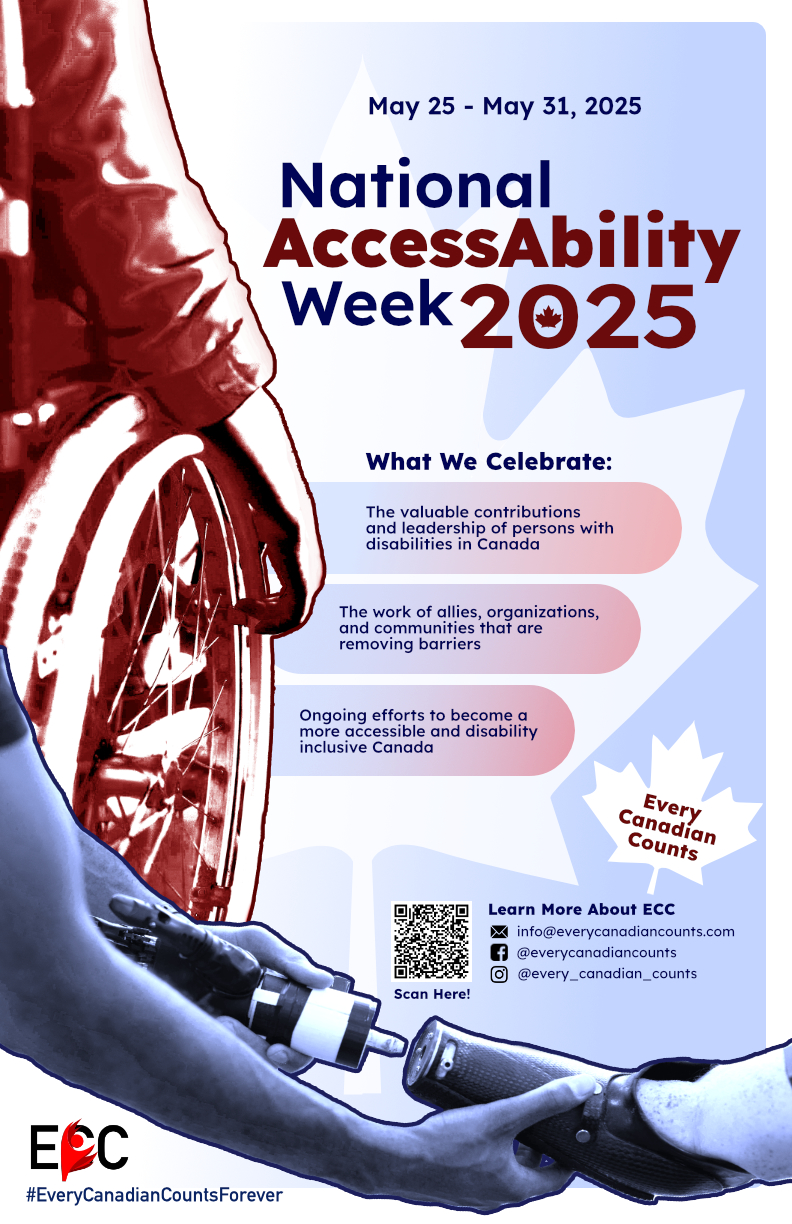 May 25 - May 31, 2025
National
AccessAbility
Week 2025
What We Celebrate:
The valuable contributions
and leadership of persons with
disabilities in Canada
The work of allies, organizations,
and communities that are
removing barriers
Ongoing efforts to become a
more accessible and disability
inclusive Canada
Every
Canadian
Counts
Learn More About ECC
info@everycanadiancounts.com
@everycanadiancounts
@every_canadian_counts
Scan Here!
ECC
#EveryCanadianCountsForever